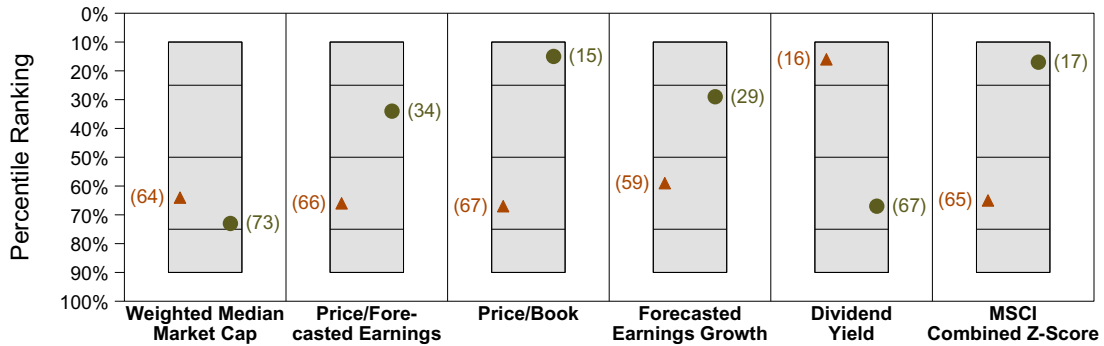 Percentile Ranking
0%
10%
20%
30%
40%
50%
60%
70%
80%
90%
100%
(64)
(73)
(66)
(34)
(67)
(15)
(59)
(29)
(16)
(67)
(65)
(17)
Weighted Median
Market Cap
Price/Fore-
casted Earnings
Price/Book
Forecasted
Earnings Growth
Dividend
Yield
MSCI
Combined Z-Score